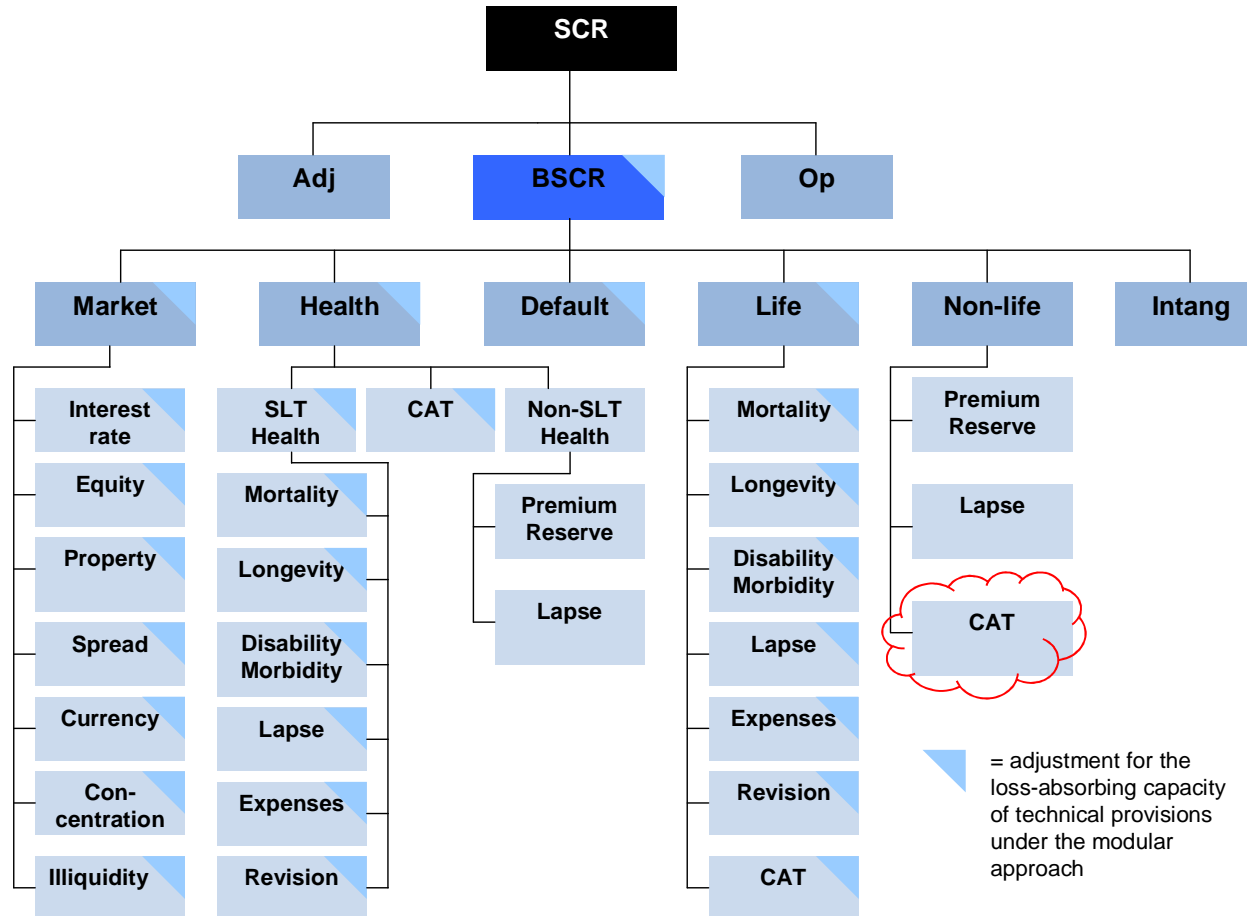 SCR
Adj
BSCR
Op
Market
Health
Default
Life
Non-life
Intang
Interest
rate
Equity
Property
Spread
Currency
Con-
centration
Illiquidity
SLT
Health
CAT
Non-SLT
Health
Mortality
Longevity
Disability
Morbidity
Lapse
Expenses
Revision
Premium
Reserve
Lapse
Mortality
Longevity
Disability
Morbidity
Lapse
Expenses
Revision
CAT
Premium
Reserve
Lapse
CAT
= adjustment for the
loss-absorbing capacity
of technical provisions
under the modular
approach